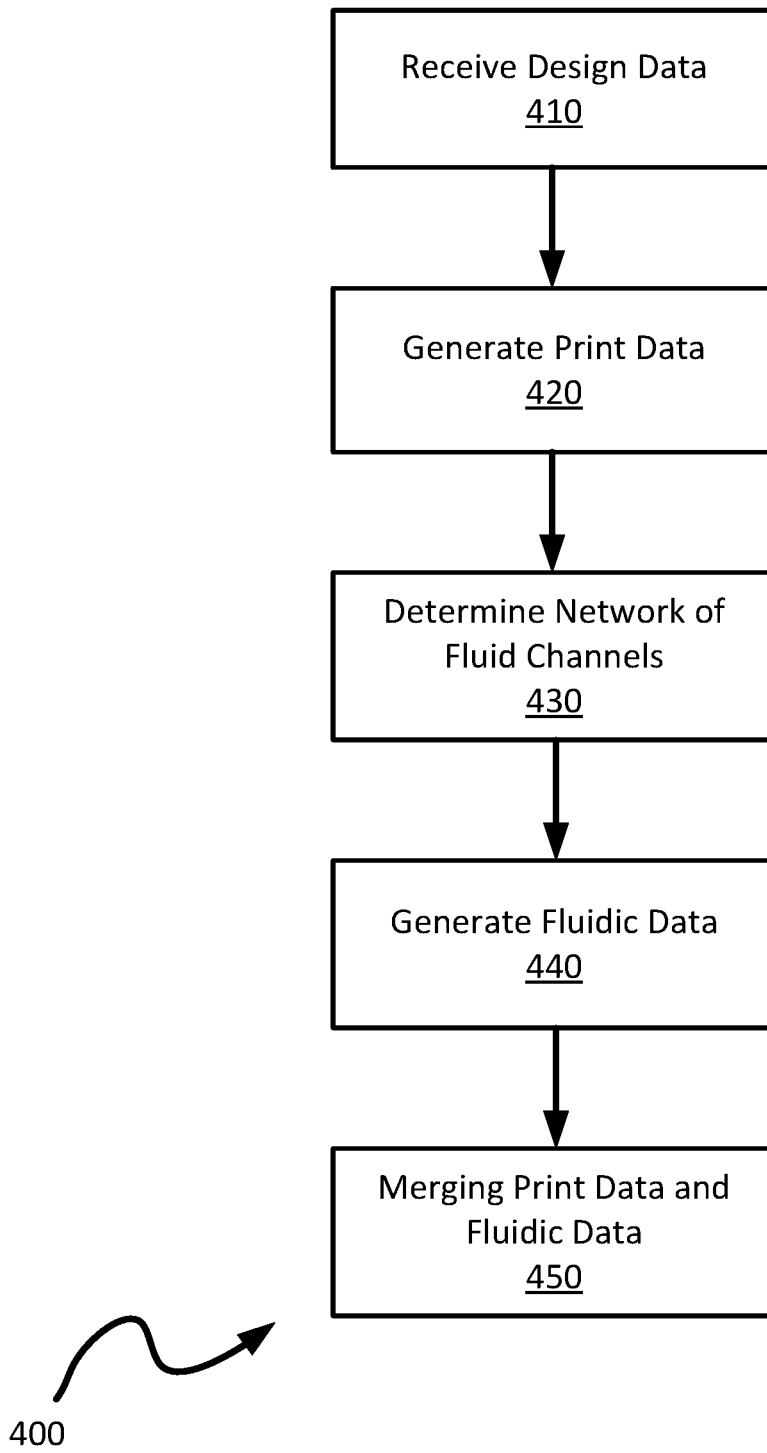 Receive Design Data
410
Generate Print Data
420
Determine Network of
Fluid Channels
430
Generate Fluidic Data
440
Merging Print Data and
Fluidic Data
450
400